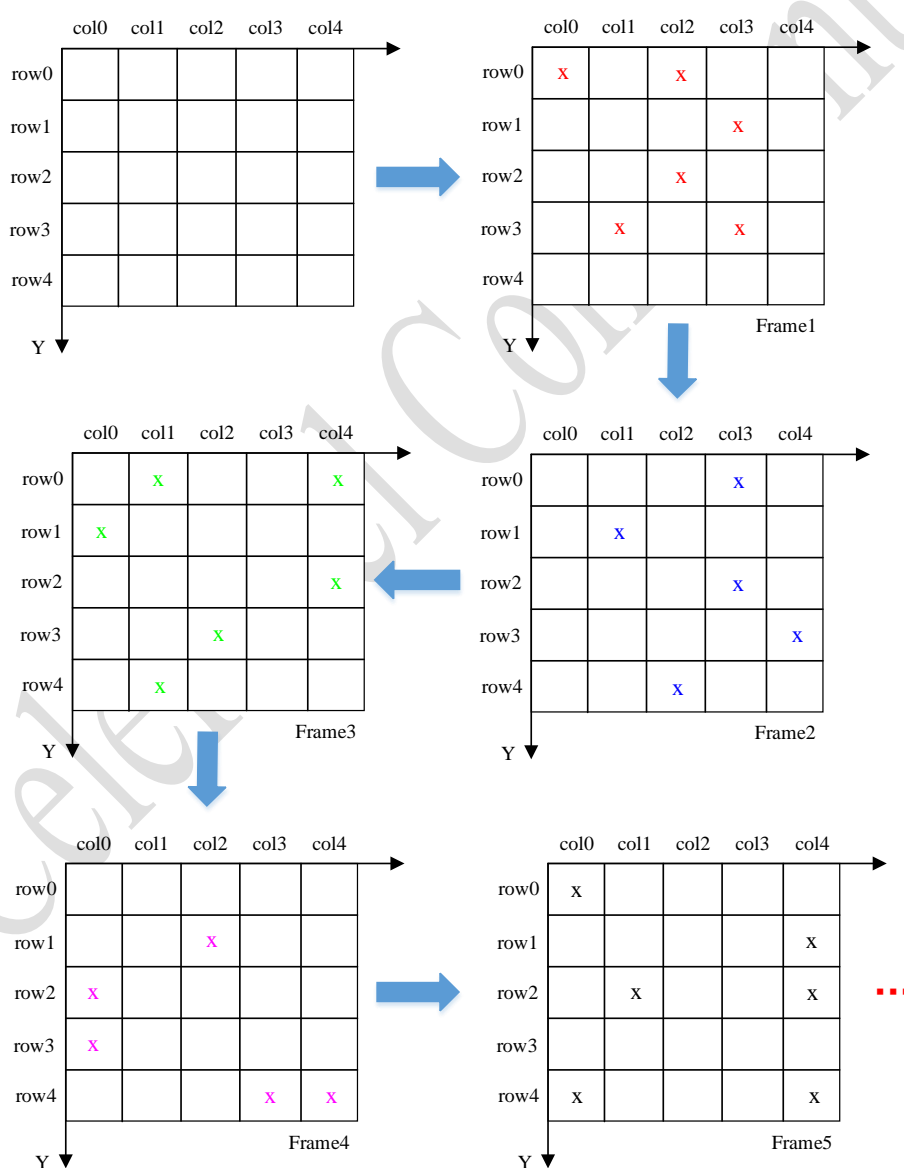 col0 col1 col2 col3 col4
row0
row1
row2
row3
row4
Y
col0 col1 col2 col3 col4
row0 x x
row1 x
row2 x
row3 x x
row4
Frame1
Y
col0 col1 col2 col3 col4
row0 x
row1 x
row2 x
row3 x
row4 x
Frame2
Y
col0 col1 col2 col3 col4
row0 x x
row1 x
row2 x
row3 x
row4 x
Frame3
Y
col0 col1 col2 col3 col4
row0
row1 x
row2 x
row3 x
row4 x x
Frame4
Y
col0 col1 col2 col3 col4
row0 x
row1 x
row2 x x
row3
row4 x x
Frame5
Y